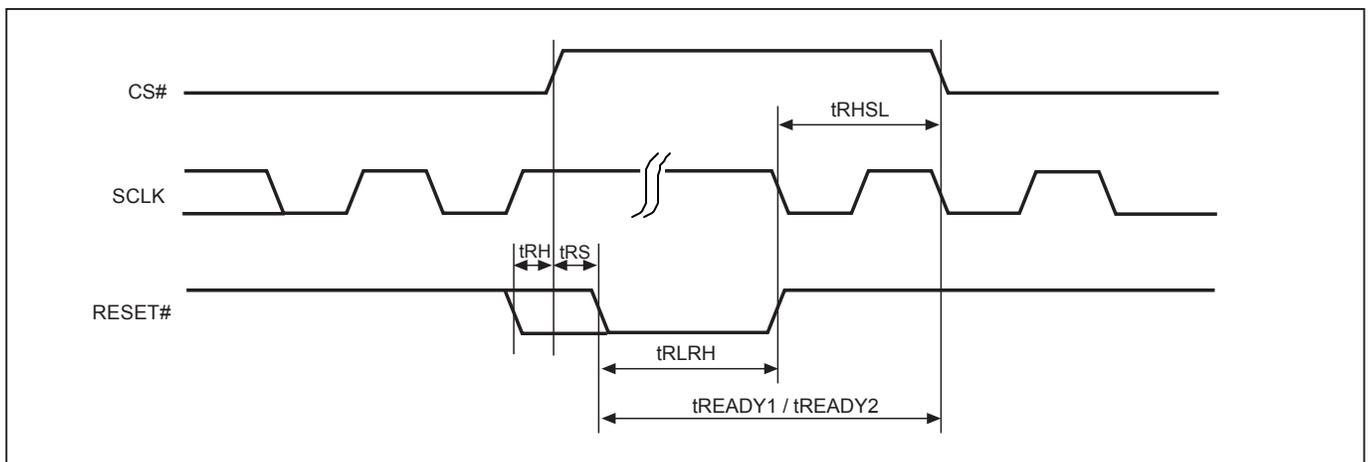 CS#
tRHSL
SCLK
tRH tRS
RESET#
tRLRH
tREADY1 / tREADY2